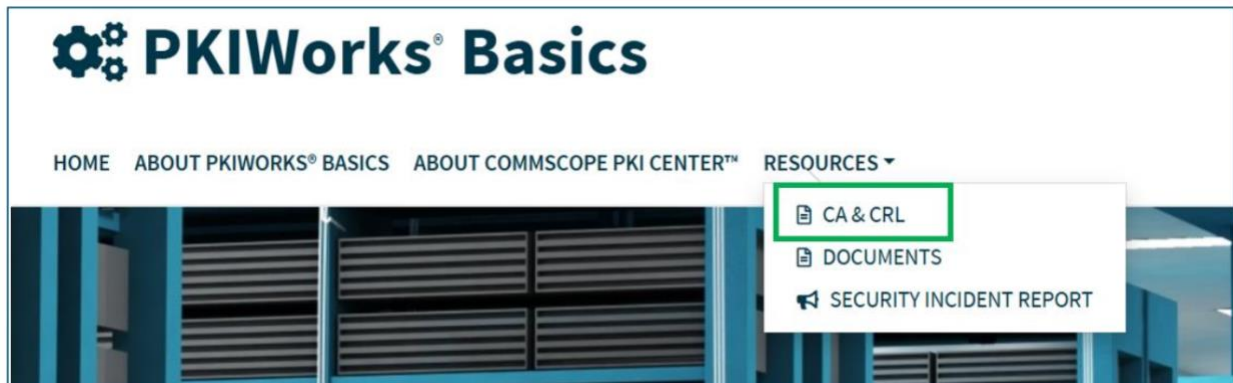 PKIWorks® Basics
HOME ABOUT PKIWORKS® BASICS ABOUT COMMSCOPE PKI CENTER™ RESOURCES
CA & CRL
DOCUMENTS
SECURITY INCIDENT REPORT